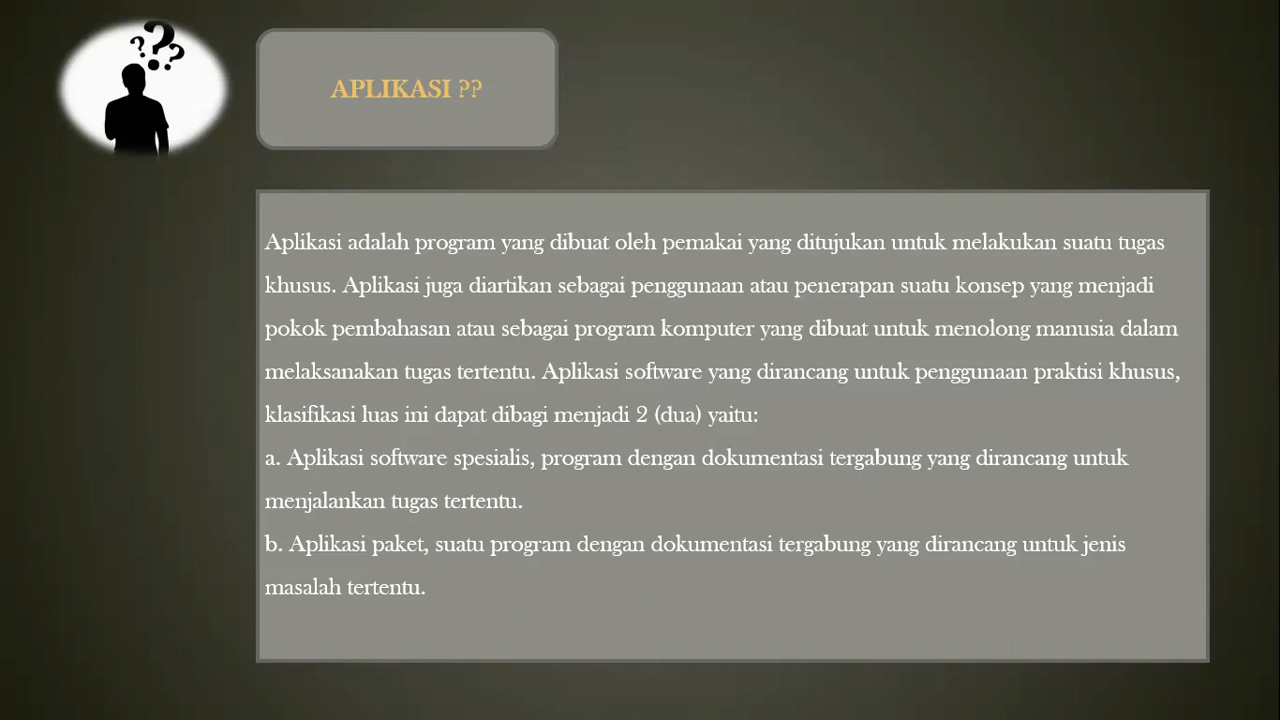 ???
APLIKASI ??
Aplikasi adalah program yang dibuat oleh pemakai yang ditujukan untuk melakukan suatu tugas
khusus. Aplikasi juga diartikan sebagai penggunaan atau penerapan suatu konsep yang menjadi
pokok pembahasan atau sebagai program komputer yang dibuat untuk menolong manusia dalam
melaksanakan tugas tertentu. Aplikasi software yang dirancang untuk penggunaan praktisi khusus,
klasifikasi luas ini dapat dibagi menjadi 2 (dua) yaitu:
a. Aplikasi software spesialis, program dengan dokumentasi tergabung yang dirancang untuk
menjalankan tugas tertentu.
b. Aplikasi paket, suatu program dengan dokumentasi tergabung yang dirancang untuk jenis
masalah tertentu.